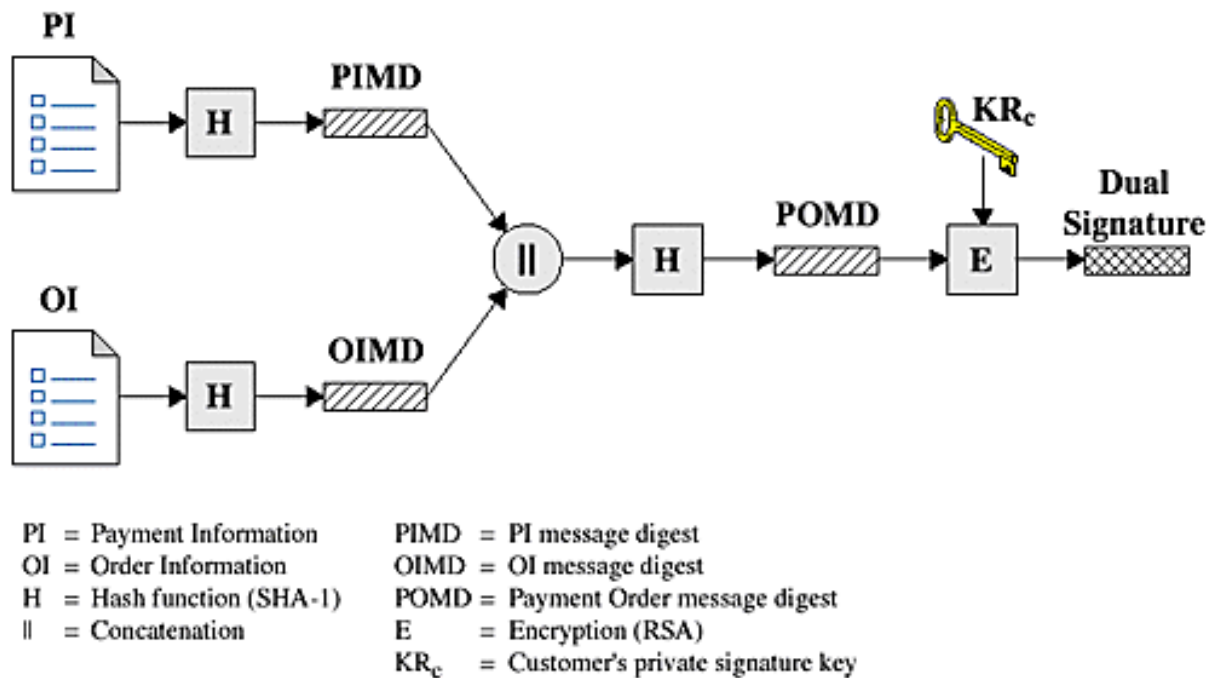 PI
H
PIMD
KRc
Dual
Signature
POMD
||
H
E
OI
H
OIMD
PI = Payment Information
OI = Order Information
H = Hash function (SHA-1)
|| = Concatenation
PIMD = PI message digest
OIMD = OI message digest
POMD = Payment Order message digest
E = Encryption (RSA)
KRc = Customer's private signature key